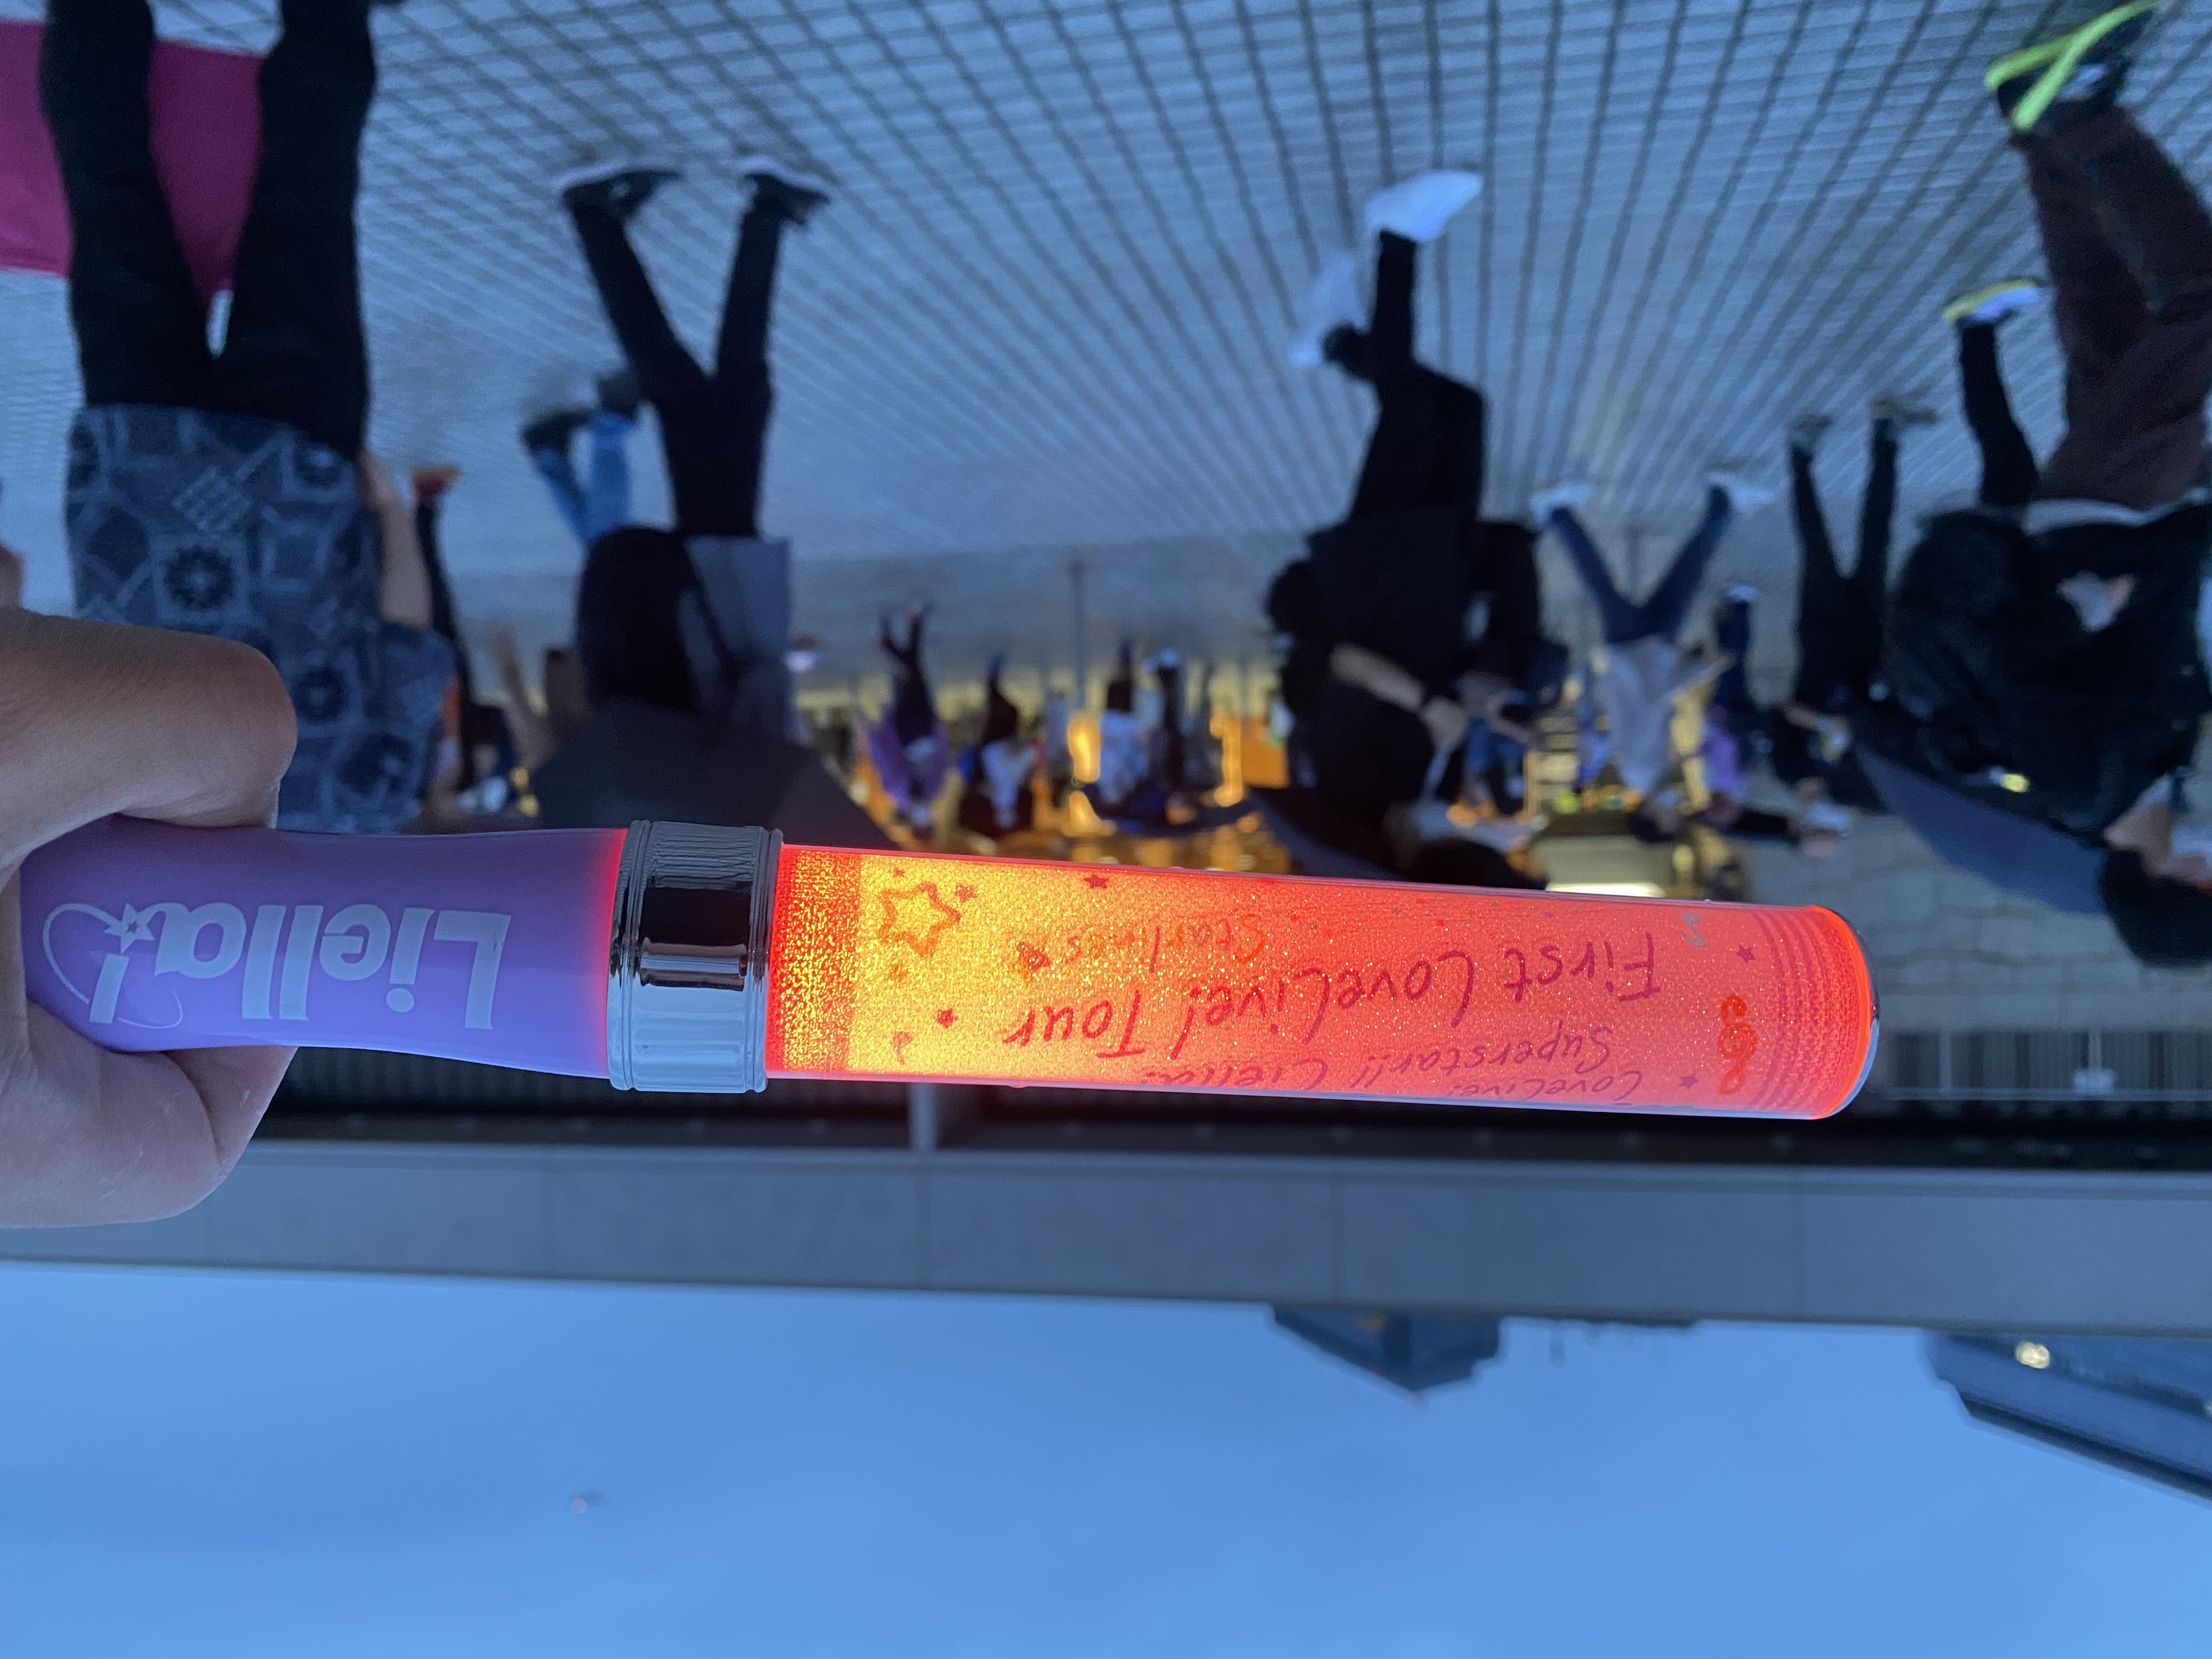 LoveLive!
Superstar!! Liella!
First LoveLive! Tour
Starlines
Liella!